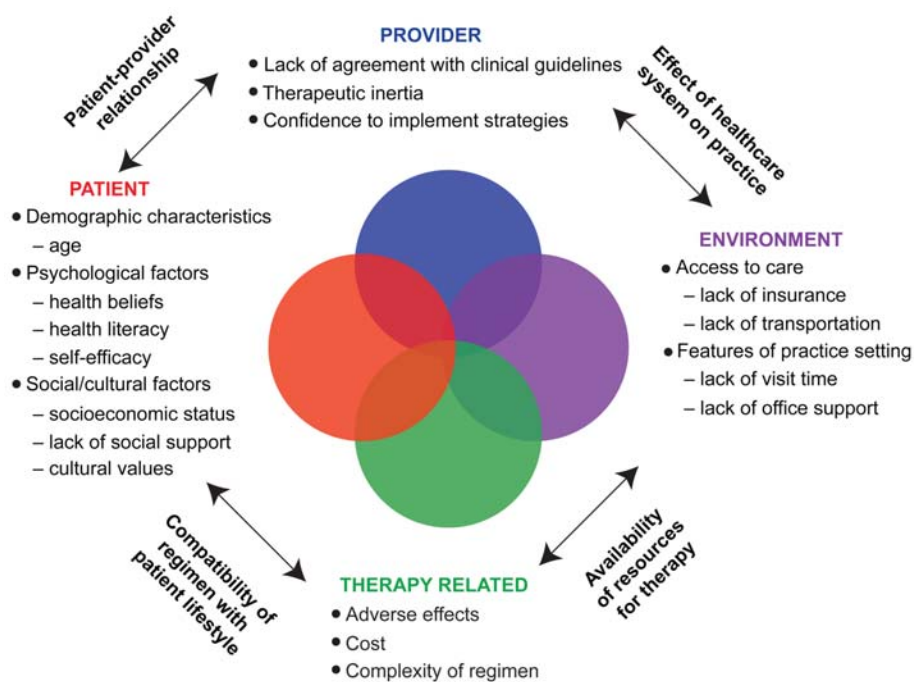 PROVIDER
• Lack of agreement with clinical guidelines
• Therapeutic inertia
• Confidence to implement strategies
Patient-provider
relationship
Effect of healthcare
system on practice
PATIENT
• Demographic characteristics
– age
• Psychological factors
– health beliefs
– health literacy
– self-efficacy
• Social/cultural factors
– socioeconomic status
– lack of social support
– cultural values
ENVIRONMENT
• Access to care
– lack of insurance
– lack of transportation
• Features of practice setting
– lack of visit time
– lack of office support
Compatibility of
regimen with
patient lifestyle
Availability
of resources
for therapy
THERAPY RELATED
• Adverse effects
• Cost
• Complexity of regimen